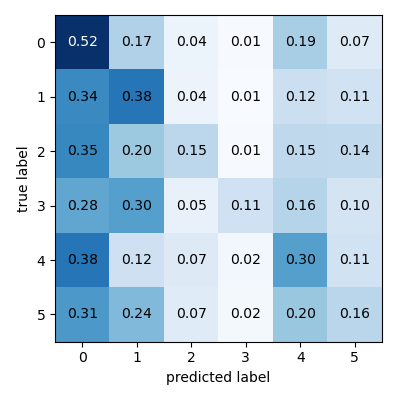 0 0.52 0.17 0.04 0.01 0.19 0.07
1 0.34 0.38 0.04 0.01 0.12 0.11
2 0.35 0.20 0.15 0.01 0.15 0.14
3 0.28 0.30 0.05 0.11 0.16 0.10
4 0.38 0.12 0.07 0.02 0.30 0.11
5 0.31 0.24 0.07 0.02 0.20 0.16
0 1 2 3 4 5
true label
predicted label